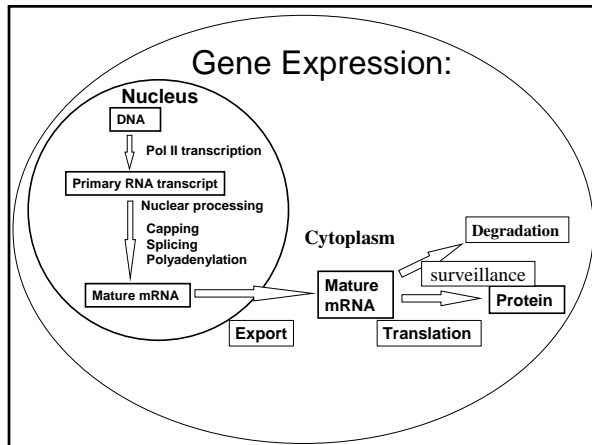 Gene Expression:
Nucleus
DNA
Pol II transcription
Primary RNA transcript
Nuclear processing
Capping
Splicing
Polyadenylation
Mature mRNA
Export
Cytoplasm
Mature
mRNA
Degradation
surveillance
Protein
Translation